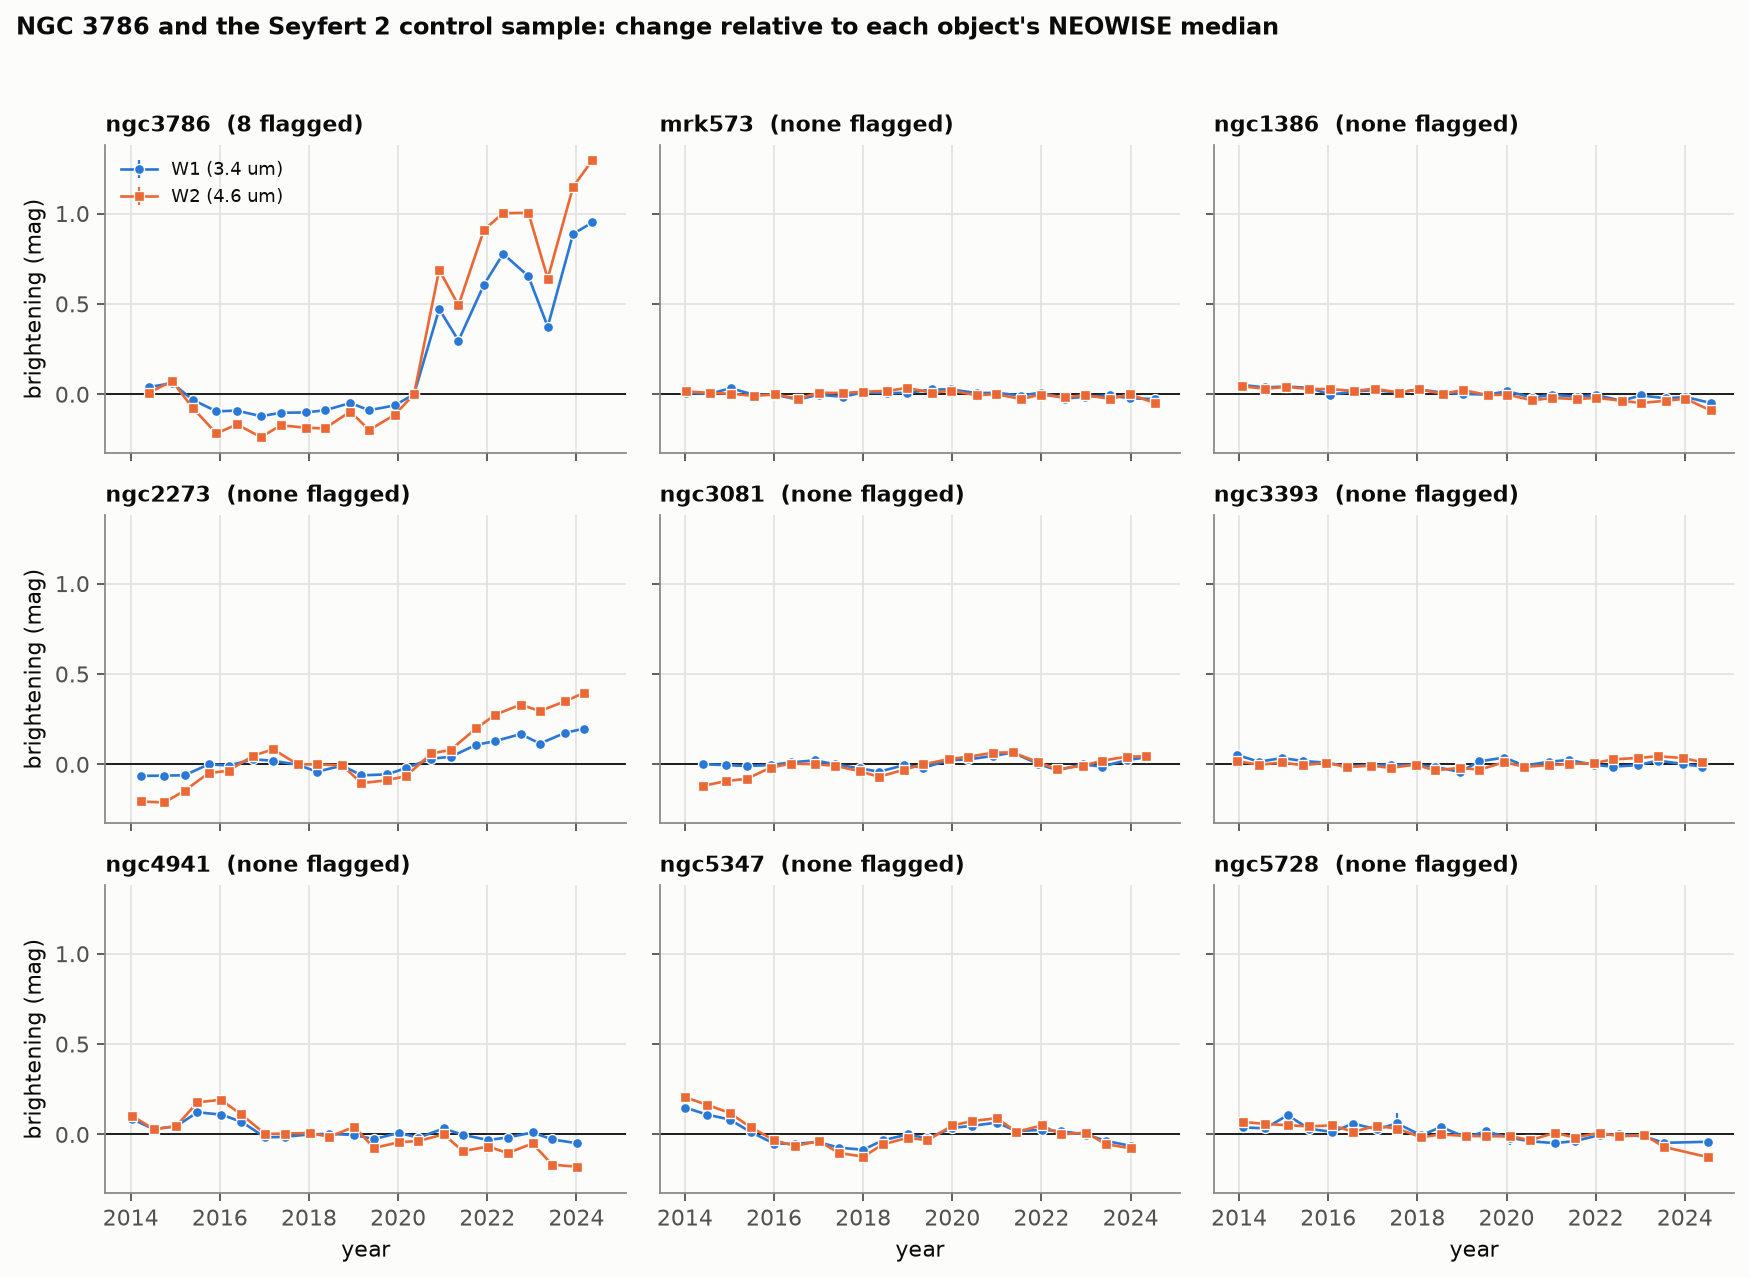 NGC 3786 and the Seyfert 2 control sample: change relative to each object's NEOWISE median
ngc3786 (8 flagged)
mrk573 (none flagged)
ngc1386 (none flagged)
W1 (3.4 um)
W2 (4.6 um)
brightening (mag)
1.0
0.5
0.0
ngc2273 (none flagged)
ngc3081 (none flagged)
ngc3393 (none flagged)
brightening (mag)
1.0
0.5
0.0
ngc4941 (none flagged)
ngc5347 (none flagged)
ngc5728 (none flagged)
brightening (mag)
1.0
0.5
0.0
2014 2016 2018 2020 2022 2024
2014 2016 2018 2020 2022 2024
2014 2016 2018 2020 2022 2024
year
year
year